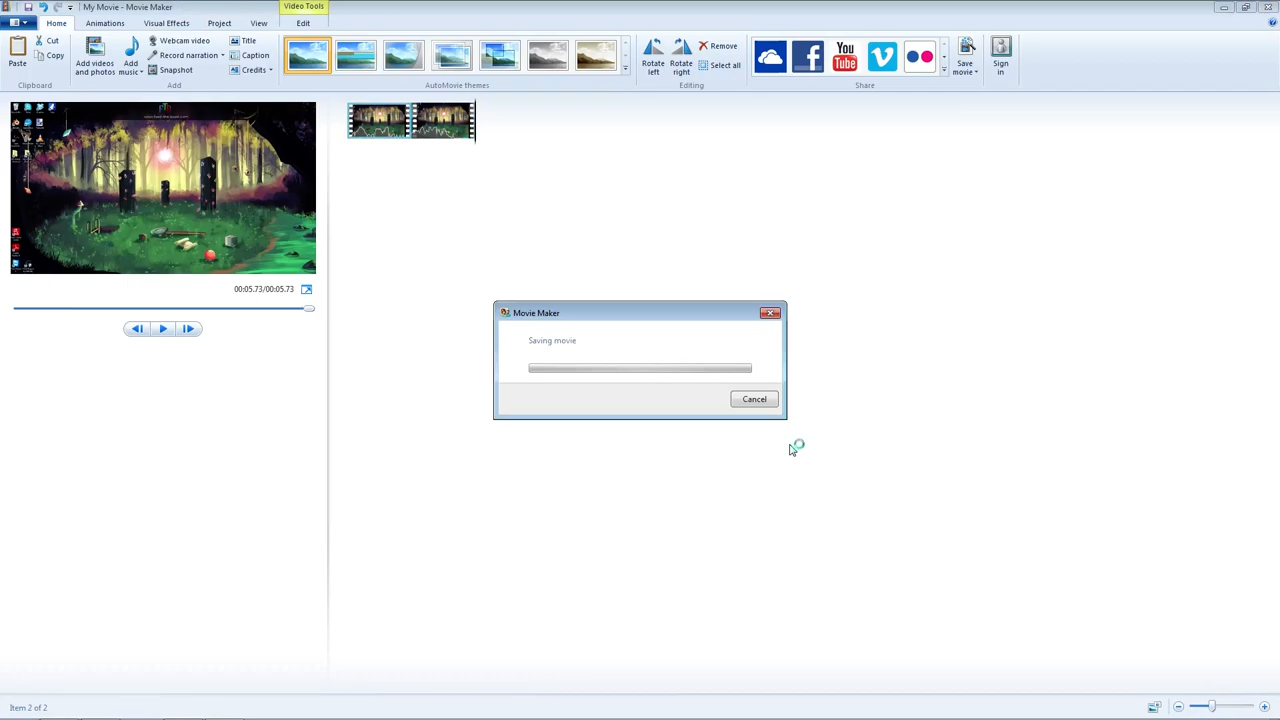 My Movie - Movie Maker
Video Tools
Home
Animations
Visual Effects
Project
View
Edit
Paste
Cut
Copy
Clipboard
Add videos
and photos
Add
music
Webcam video
Record narration
Snapshot
Title
Caption
Credits
Add
AutoMovie themes
Rotate
left
Rotate
right
Remove
Select all
Editing
f
You
Tube
Share
Save
movie
Sign
in
00:05.73/00:05.73
Movie Maker
Saving movie
Cancel
Item 2 of 2